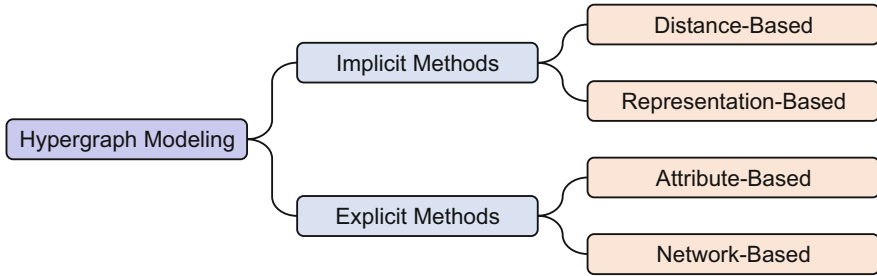 Hypergraph Modeling
Implicit Methods
Distance-Based
Representation-Based
Explicit Methods
Attribute-Based
Network-Based